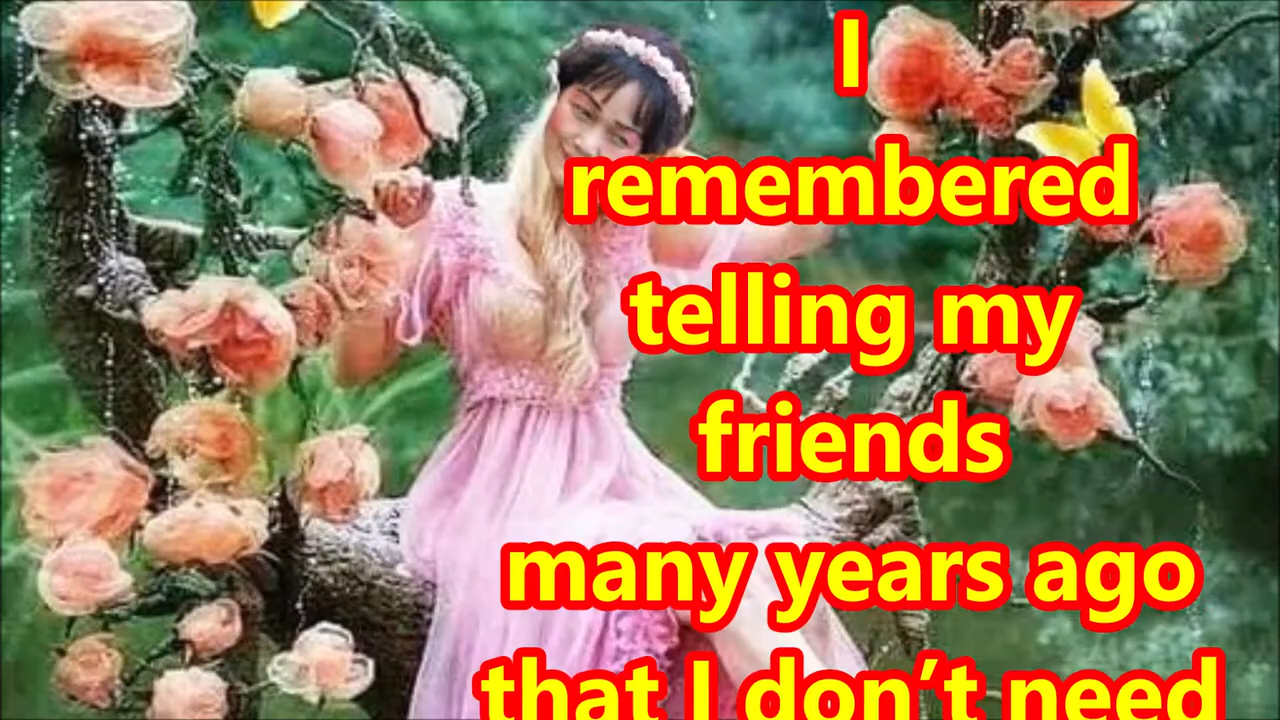 I
remembered
telling my
friends
many years ago
that I don’t need